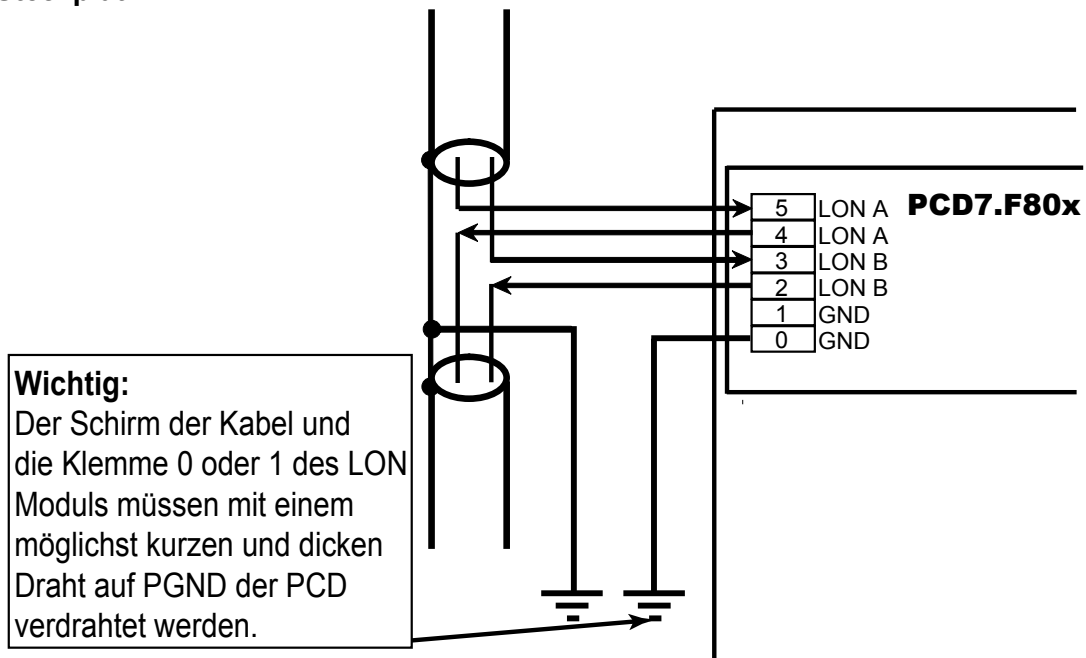 PCD7.F80x
5 LON A
4 LON A
3 LON B
2 LON B
1 GND
0 GND
Wichtig:
Der Schirm der Kabel und
die Klemme 0 oder 1 des LON
Moduls müssen mit einem
möglichst kurzen und dicken
Draht auf PGND der PCD
verdrahtet werden.